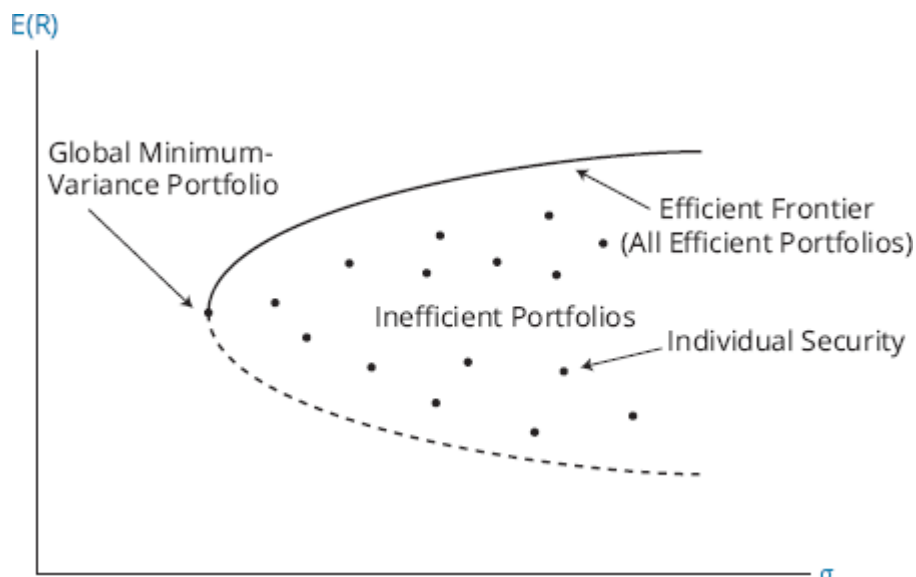 E(R)
Global Minimum-
Variance Portfolio
Efficient Frontier
(All Efficient Portfolios)
Inefficient Portfolios
Individual Security
σ